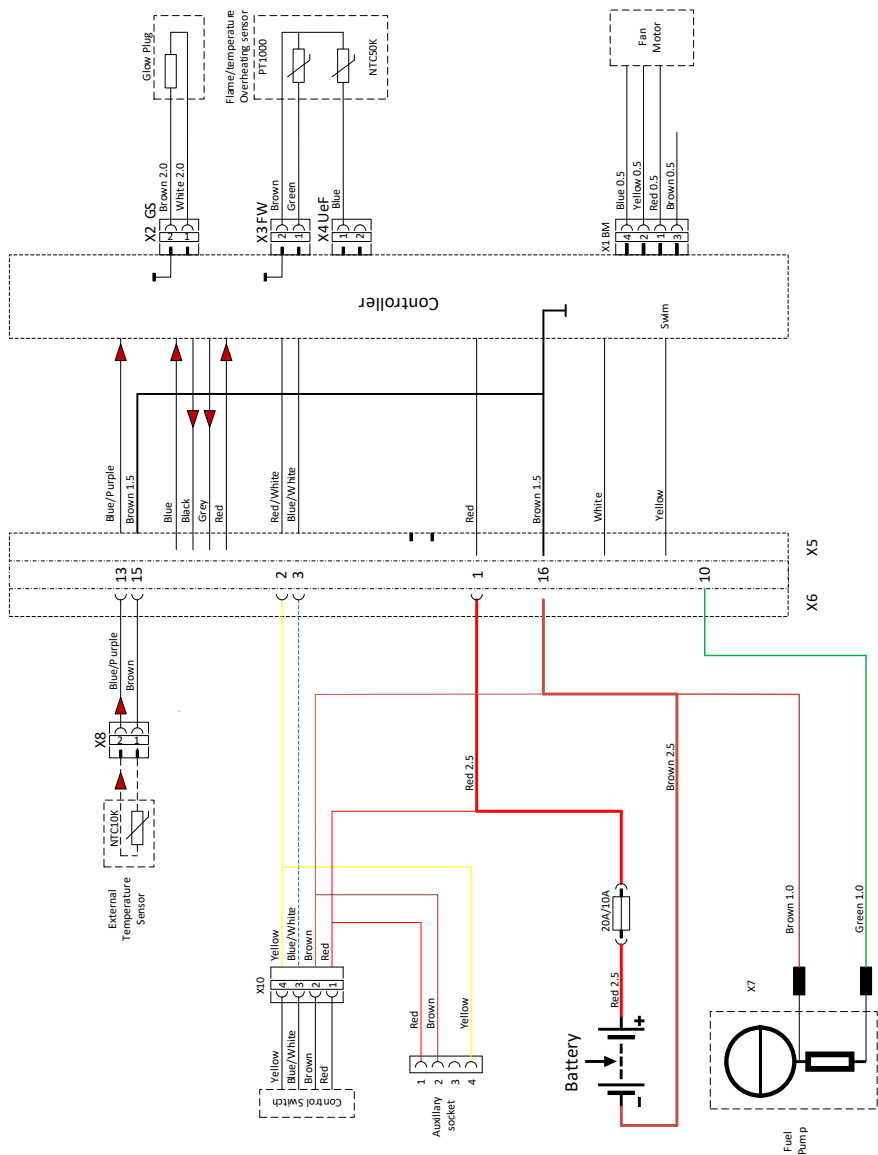 Glow Plug
Flame/temperature
Overheating sensor
PT1000
NTC50K
Fan
Motor
Brown 2.0
White 2.0
Brown
Green
Blue
Blue 0.5
Yellow 0.5
Red 0.5
Brown 0.5
X2 GS
2
1
X3 FW
2
1
X4 UeF
1
2
X1 BM
4
2
1
3
Controller
Swim
Blue/Purple
Brown 1.5
Blue
Black
Grey
Red
Red/White
Blue/White
Red
Brown 1.5
White
Yellow
X5
13
15
2
3
1
16
10
X6
Blue/Purple
Brown
X8
2
1
NTC10K
External
Temperature
Sensor
Red 2.5
Brown 2.5
20A/10A
Red 2.5
Brown 1.0
Green 1.0
Yellow
Blue/White
Brown
Red
X10
4
3
2
1
Yellow
Blue/White
Brown
Red
Control Switch
Red
Brown
Yellow
1
2
3
4
Auxillary
socket
Battery
+
-
X7
Fuel
Pump